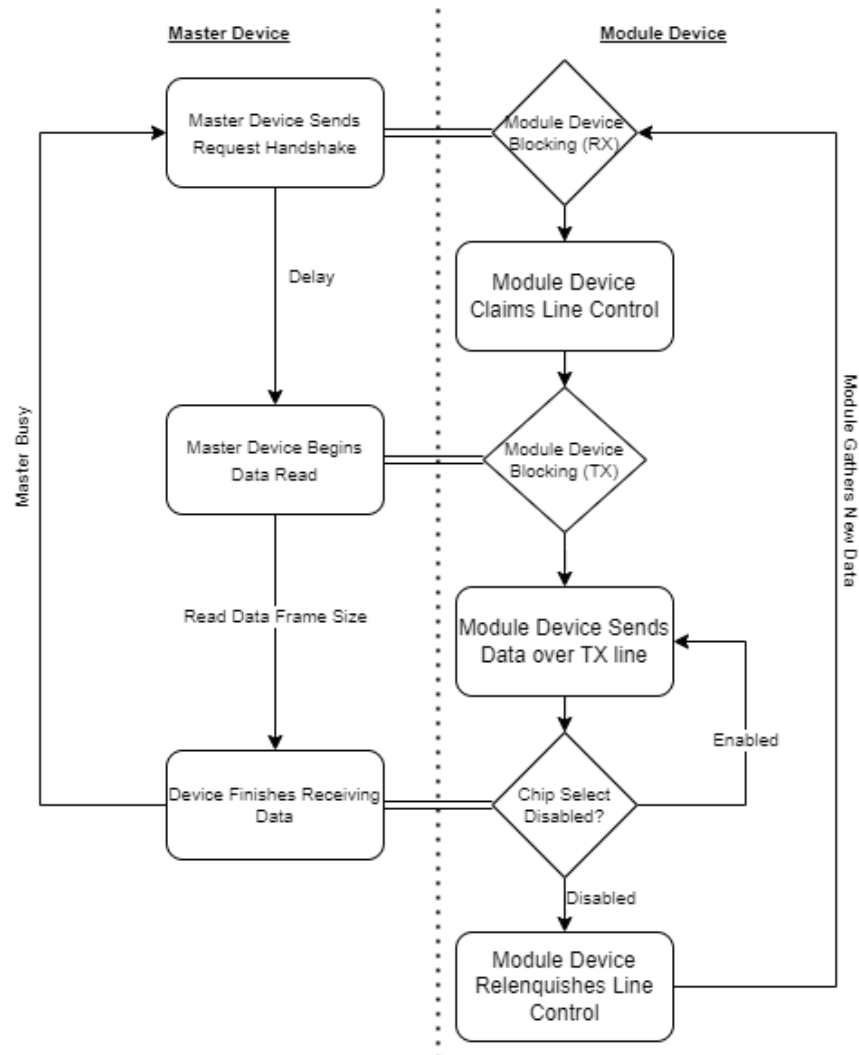 Master Device
Module Device
Master Device Sends
Request Handshake
Module Device
Blocking (RX)
Delay
Module Device
Claims Line Control
Master Busy
Module Gathers New Data
Master Device Begins
Data Read
Module Device
Blocking (TX)
Read Data Frame Size
Module Device Sends
Data over TX line
Enabled
Device Finishes Receiving
Data
Chip Select
Disabled?
Disabled
Module Device
Relenquishes Line
Control